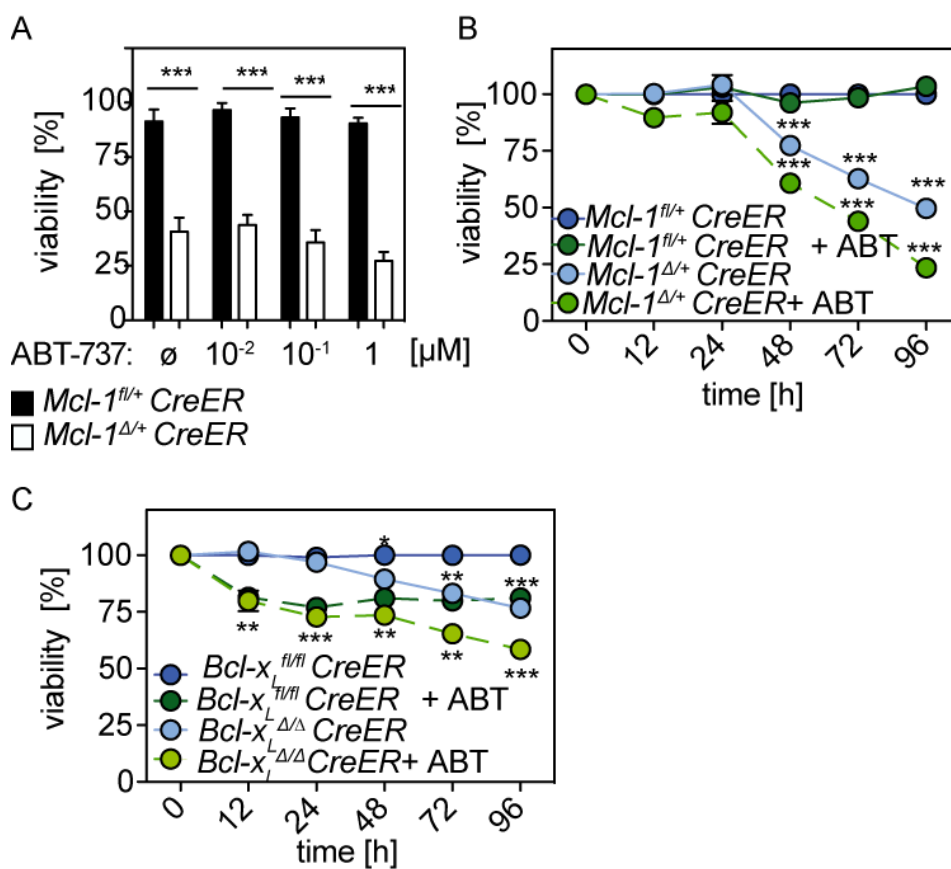 A
*** *** *** ***
100
75
50
25
0
viability [%]
ABT-737: ø 10⁻² 10⁻¹ 1 [µM]
Mcl-1^fl/+ CreER
Mcl-1^Δ/+ CreER
B
100
75
50
25
0
viability [%]
*** *** ***
*** *** ***
Mcl-1^fl/+ CreER
Mcl-1^fl/+ CreER + ABT
Mcl-1^Δ/+ CreER
Mcl-1^Δ/+ CreER+ ABT
0 12 24 48 72 96
time [h]
C
100
75
50
25
0
viability [%]
* ** ***
** *** ** ** ***
Bcl-x_L^fl/fl CreER
Bcl-x_L^fl/fl CreER + ABT
Bcl-x_L^Δ/Δ CreER
Bcl-x_L^Δ/Δ CreER+ ABT
0 12 24 48 72 96
time [h]